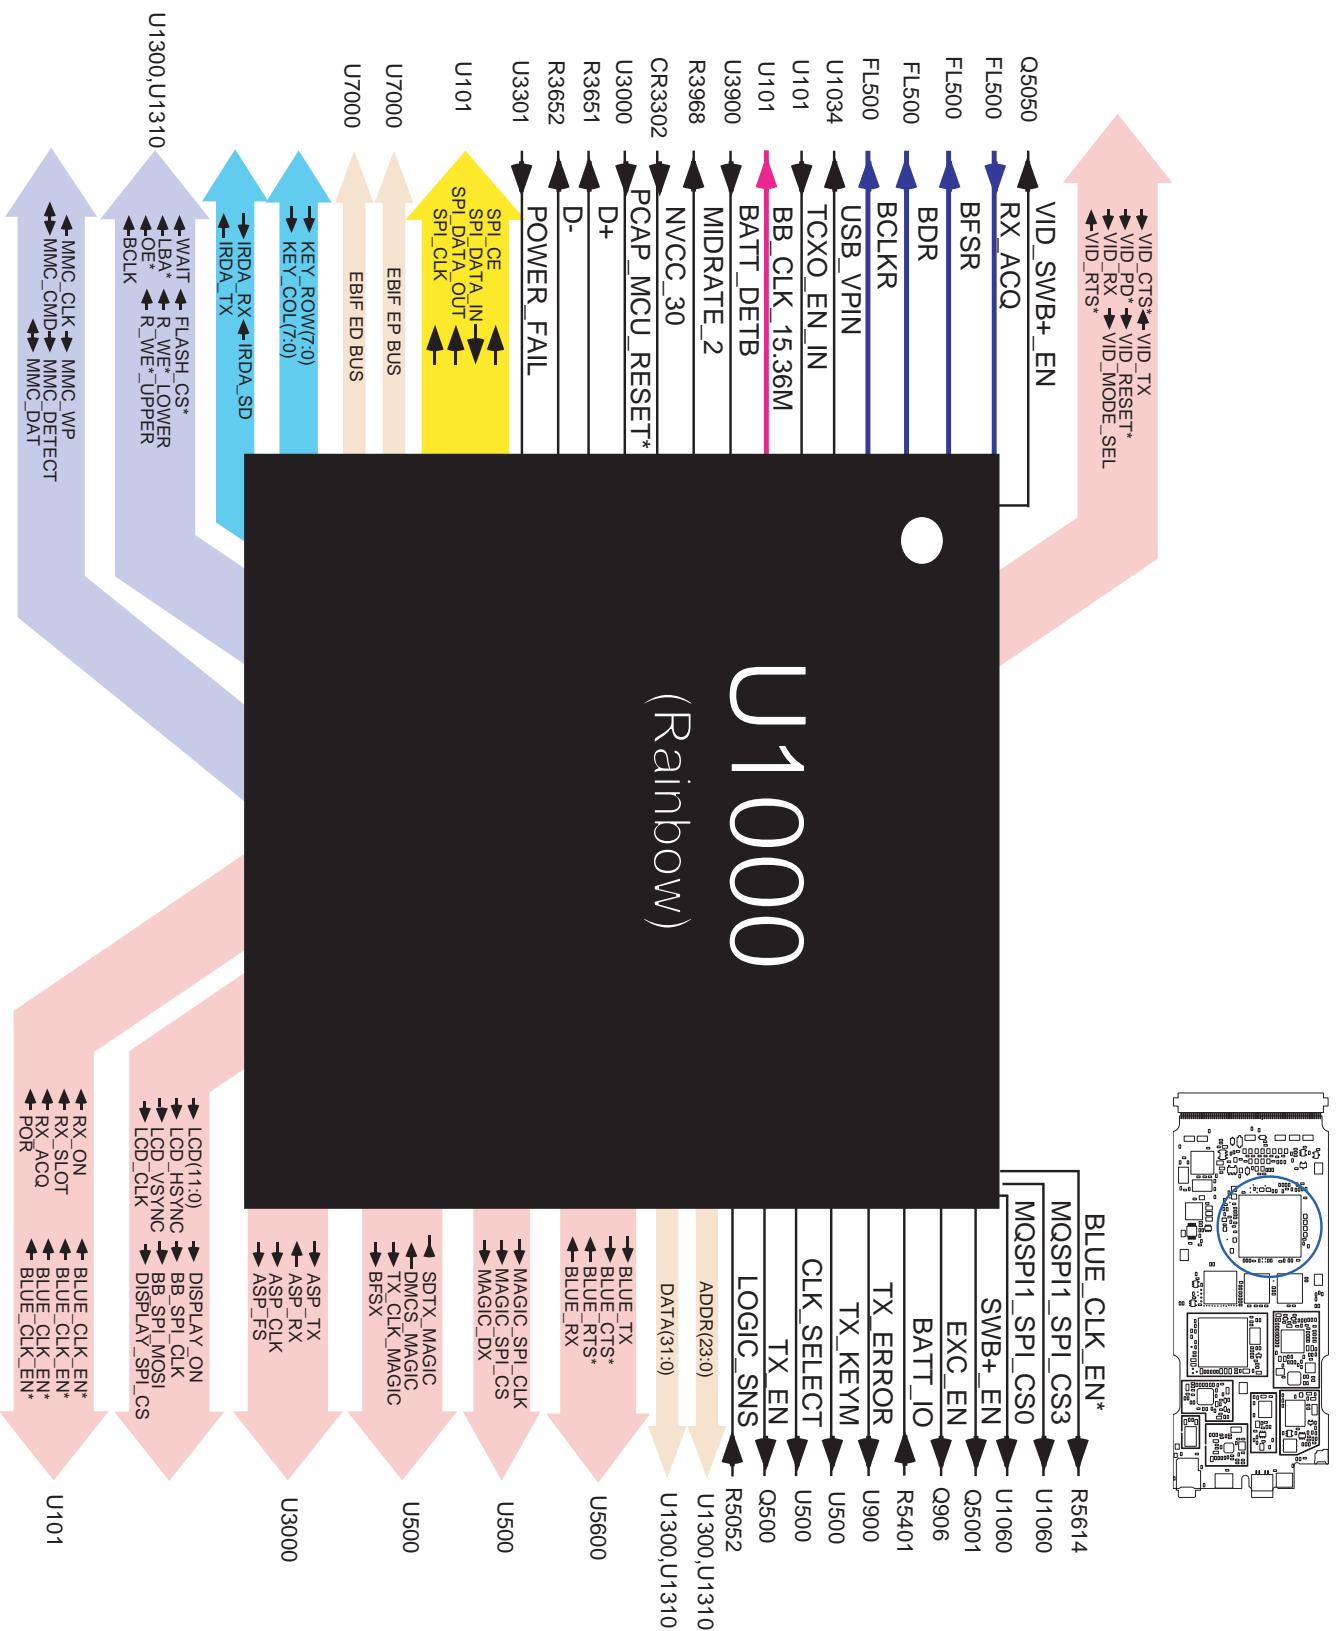 VID_CTS* VID_TX
VID_PD* VID_RESET*
VID_RX VID_MODE_SEL
VID_RTS*
Q5050 VID_SWB+_EN
FL500 RX_ACQ
FL500 BFSR
FL500 BDR
FL500 BCLKR
U1034 USB_VPIN
U101 TCXO_EN_IN
U101 BB_CLK_15.36M
U3900 BATT_DETB
R3968 MIDRATE_2
CR3302 NVCC_30
U3000 PCAP_MCU_RESET*
R3651 D+
R3652 D-
U3301 POWER_FAIL
U101
SPI_CE
SPI_DATA_IN
SPI_DATA_OUT
SPI_CLK
U7000 EBIF EP BUS
U7000 EBIF ED BUS
KEY_ROW(7:0)
KEY_COL(7:0)
IRDA_RX IRDA_SD
IRDA_TX
U1300,U1310
WAIT FLASH_CS*
LBA* R_WE*_LOWER
OE* R_WE*_UPPER
BCLK
MMC_CLK MMC_WP
MMC_CMD MMC_DETECT
MMC_DAT
U1000
(Rainbow)
BLUE_CLK_EN* R5614
MQSPI1_SPI_CS3 U1060
MQSPI1_SPI_CS0 U1060
SWB+_EN Q5001
EXC_EN Q906
BATT_IO R5401
TX_ERROR U900
TX_KEYM U500
CLK_SELECT U500
TX_EN Q500
LOGIC_SNS R5052
ADDR(23:0) U1300,U1310
DATA(31:0) U1300,U1310
BLUE_TX
BLUE_CTS*
BLUE_RTS*
BLUE_RX
U5600
MAGIC_SPI_CLK
MAGIC_SPI_CS
MAGIC_DX
U500
SDTX_MAGIC
DMCS_MAGIC
TX_CLK_MAGIC
BFSX
U500
ASP_TX
ASP_RX
ASP_CLK
ASP_FS
U3000
LCD(11:0) DISPLAY_ON
LCD_HSYNC BB_SPI_CLK
LCD_VSYNC BB_SPI_MOSI
LCD_CLK DISPLAY_SPI_CS
RX_ON BLUE_CLK_EN*
RX_SLOT BLUE_CLK_EN*
RX_ACQ BLUE_CLK_EN*
POR BLUE_CLK_EN*
U101